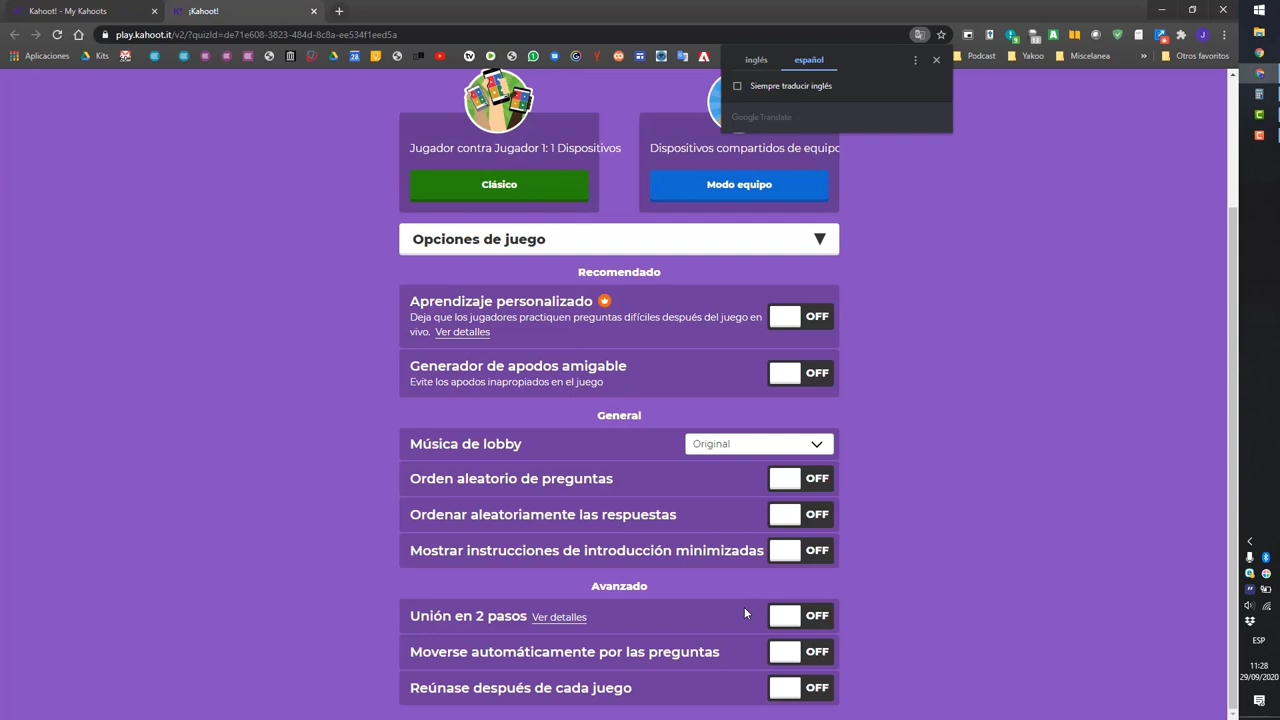 Kahoot! - My Kahoots
¡Kahoot!
play.kahoot.it/v2/?quizId=de71e608-3823-484d-8c8a-ee534f1eed5a
Aplicaciones
Kits
Podcast
Yakoo
Miscelanea
Otros favoritos
inglés
español
Siempre traducir inglés
Google Translate
Jugador contra Jugador 1: 1 Dispositivos
Clásico
Dispositivos compartidos de equipo
Modo equipo
Opciones de juego
Recomendado
Aprendizaje personalizado
Deja que los jugadores practiquen preguntas difíciles después del juego en
vivo. Ver detalles
OFF
Generador de apodos amigable
Evite los apodos inapropiados en el juego
OFF
General
Música de lobby
Original
Orden aleatorio de preguntas
OFF
Ordenar aleatoriamente las respuestas
OFF
Mostrar instrucciones de introducción minimizadas
OFF
Avanzado
Unión en 2 pasos Ver detalles
OFF
Moverse automáticamente por las preguntas
OFF
Reúnase después de cada juego
OFF
ESP
11:28
29/09/2020